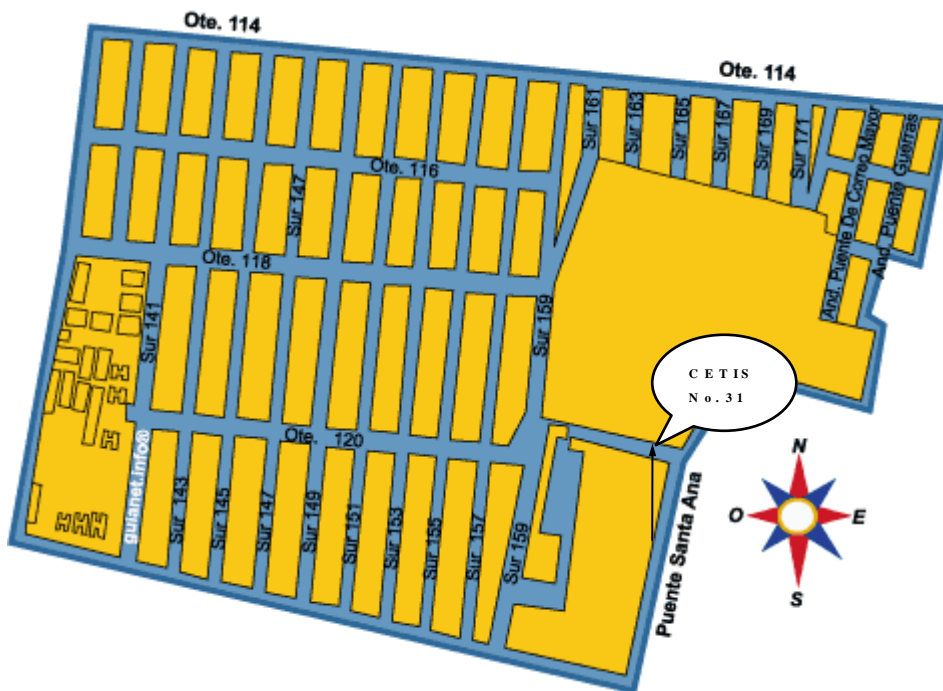 Ote. 114
Ote. 114
Sur 161
Sur 163
Sur 165
Sur 167
Sur 169
Sur 171
And. Puente De Correo Mayor
And. Puente Guerras
Ote. 116
Sur 147
Ote. 118
Sur 141
Sur 159
CETIS
No.31
Ote. 120
guianet.info®
Sur 143
Sur 145
Sur 147
Sur 149
Sur 151
Sur 153
Sur 155
Sur 157
Sur 159
Puente Santa Ana
N
O
E
S